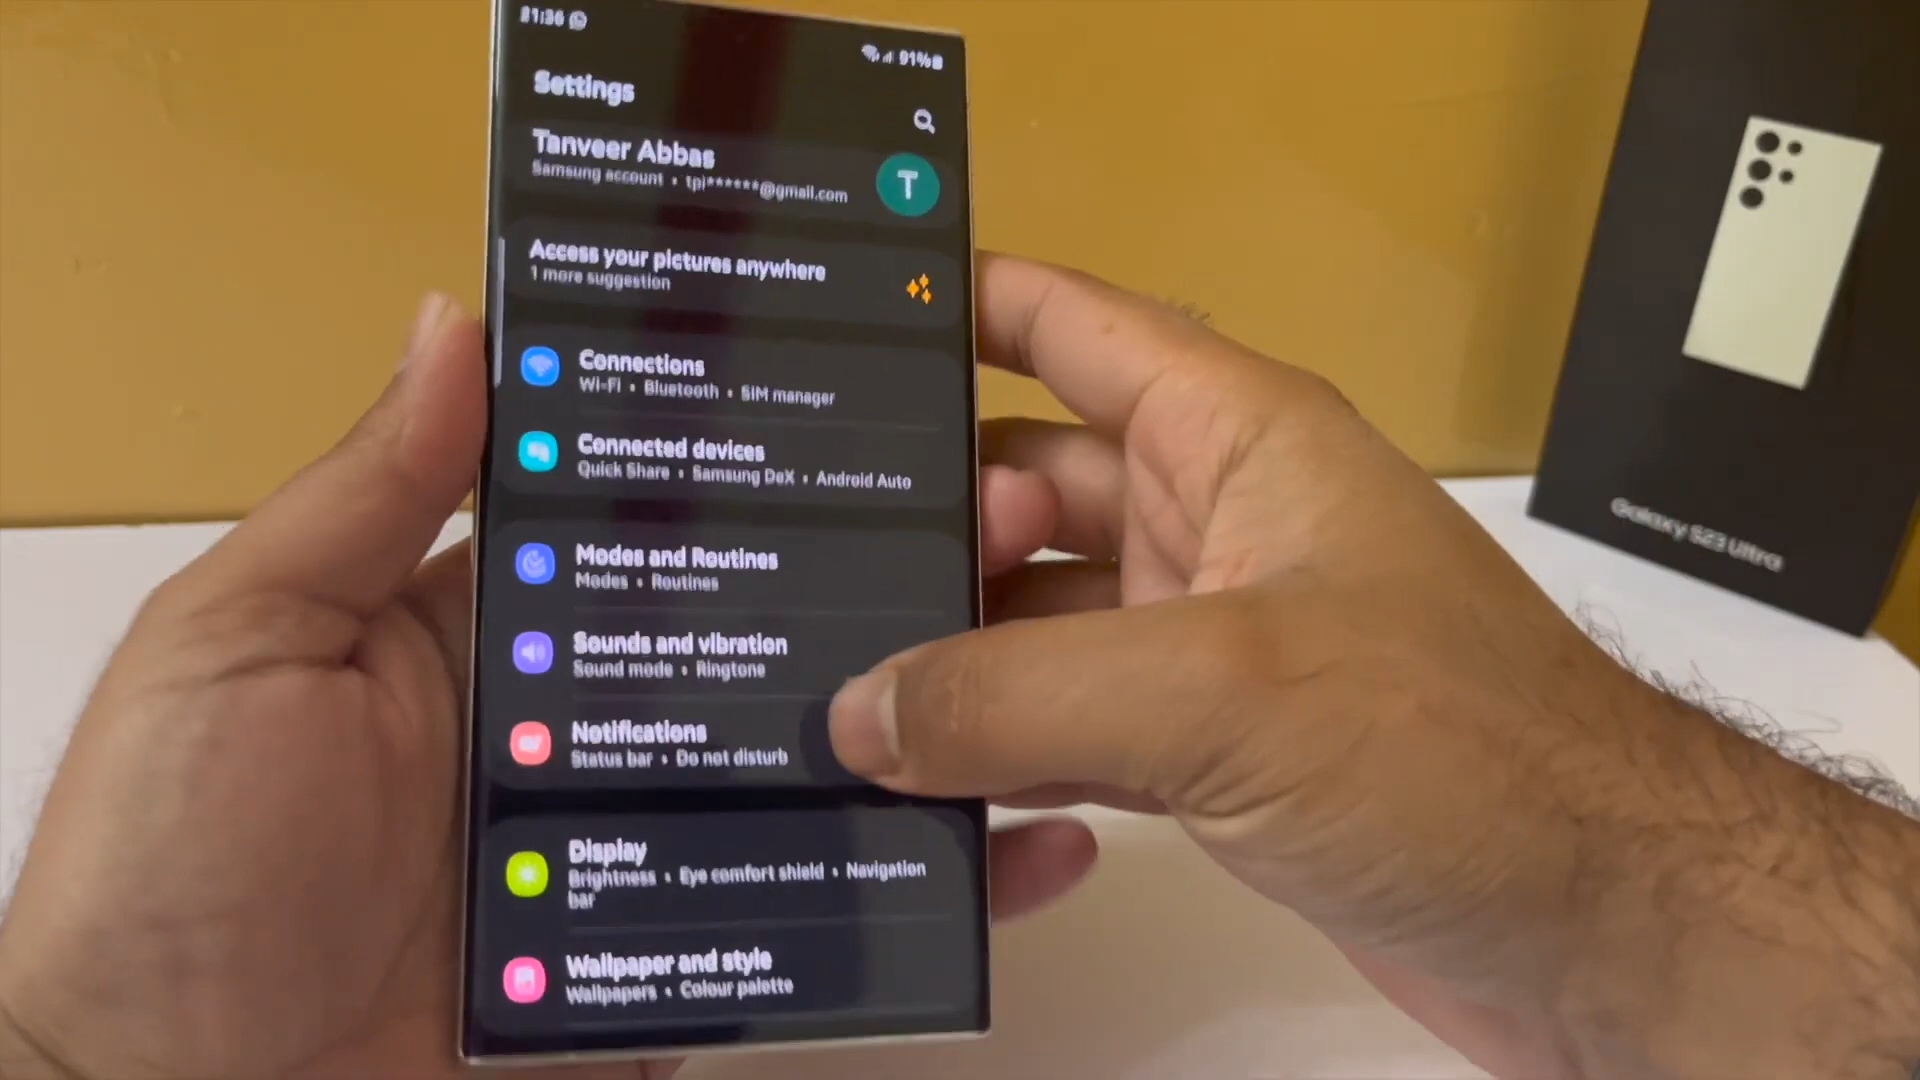 21:36
91%
Settings
Tanveer Abbas
Samsung account • tpi******@gmail.com
T
Access your pictures anywhere
1 more suggestion
Connections
Wi-Fi • Bluetooth • SIM manager
Connected devices
Quick Share • Samsung DeX • Android Auto
Modes and Routines
Modes • Routines
Sounds and vibration
Sound mode • Ringtone
Notifications
Status bar • Do not disturb
Display
Brightness • Eye comfort shield • Navigation
bar
Wallpaper and style
Wallpapers • Colour palette
Galaxy S23 Ultra